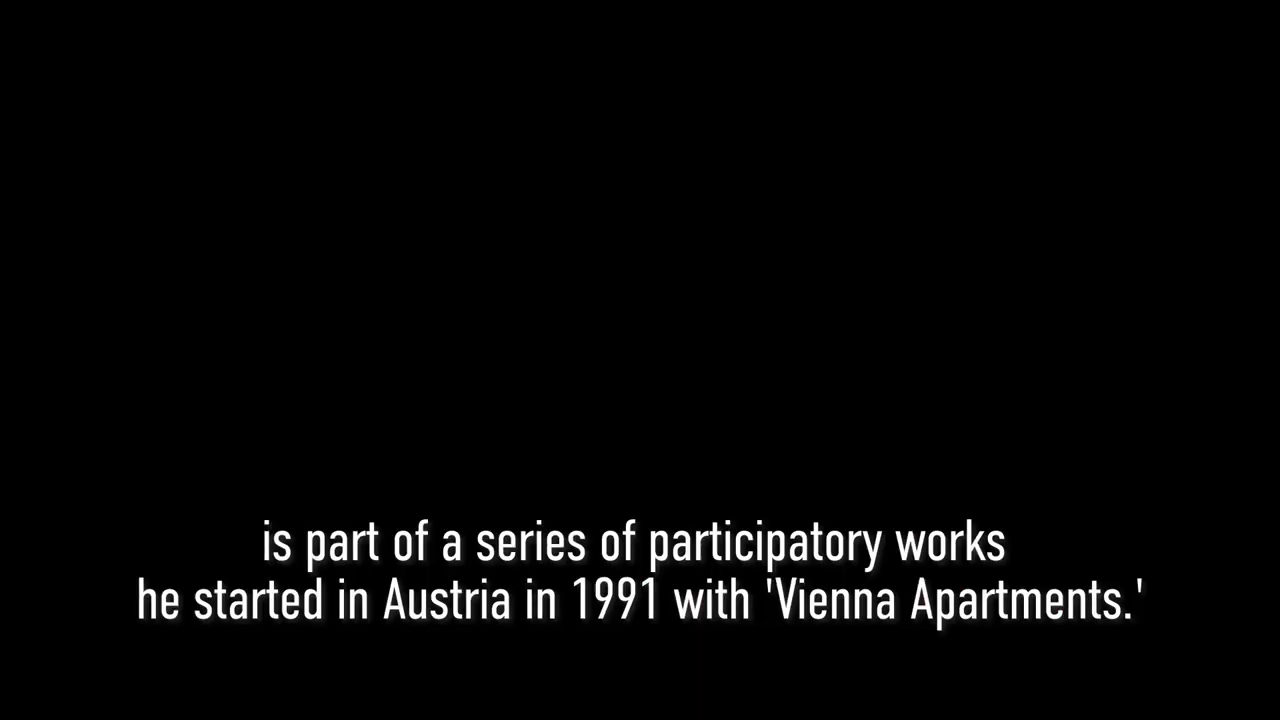 is part of a series of participatory works
he started in Austria in 1991 with 'Vienna Apartments.'